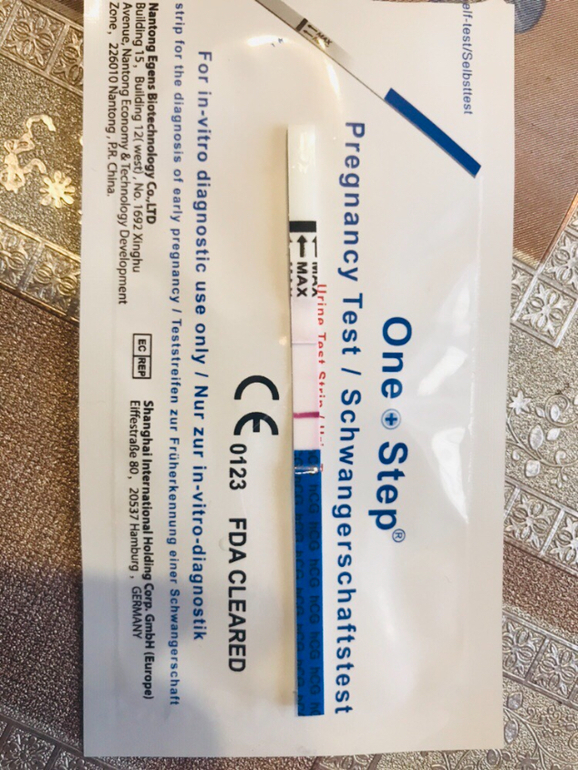 elf-test/Selbsttest
One Step®
Pregnancy Test / Schwangerschaftstest
MAX
MAX
Urine Test Strip /
hCG hCG hCG hCG hCG hCG
For in-vitro diagnostic use only / Nur zur in-vitro-diagnostik
CE 0123 FDA CLEARED
strip for the diagnosis of early pregnancy / Teststreifen zur Früherkennung einer Schwangerschaft
Nantong Egens Biotechnology Co.,LTD
Building 15, Building 12( west) , No. 1692 Xinghu
Avenue, Nantong Economy & Technology Development
Zone, 226010 Nantong , P.R. China.
EC REP
Shanghai International Holding Corp. GmbH (Europe)
Eiffestraße 80, 20537 Hamburg , GERMANY